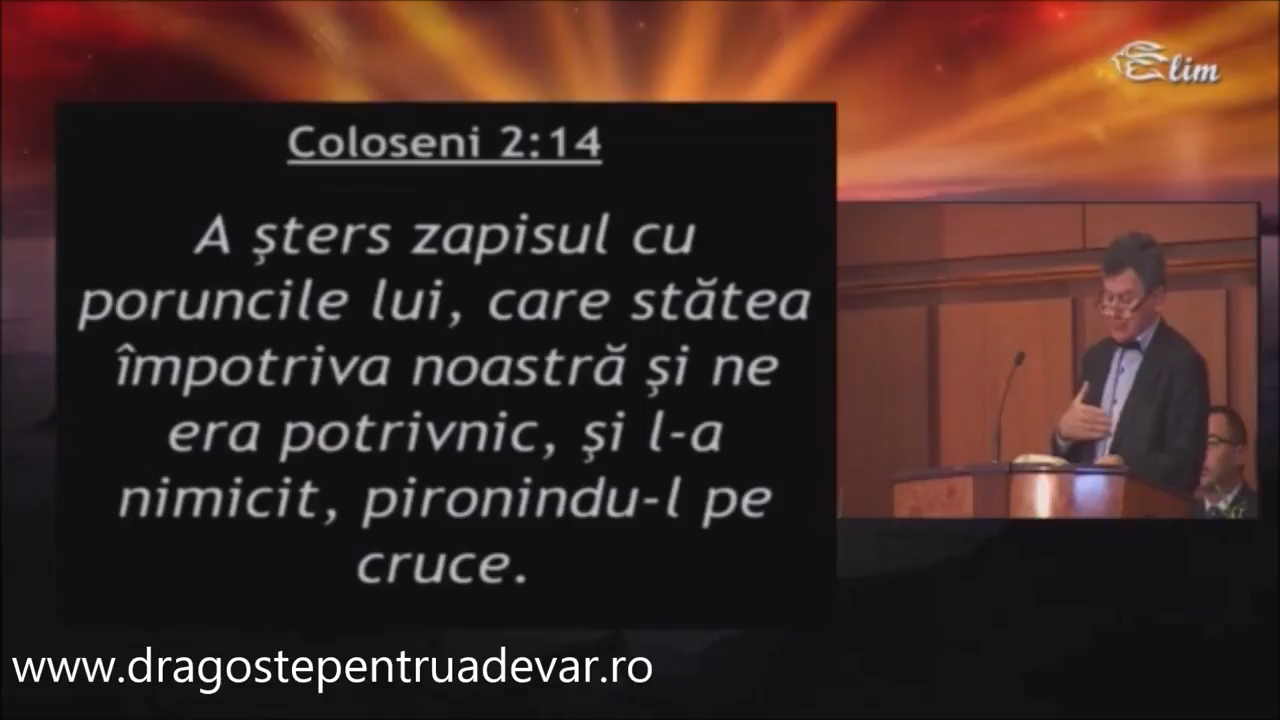 Elim
Coloseni 2:14
A şters zapisul cu
poruncile lui, care stătea
împotriva noastră şi ne
era potrivnic, şi l-a
nimicit, pironindu-l pe
cruce.
www.dragostepentruadevar.ro